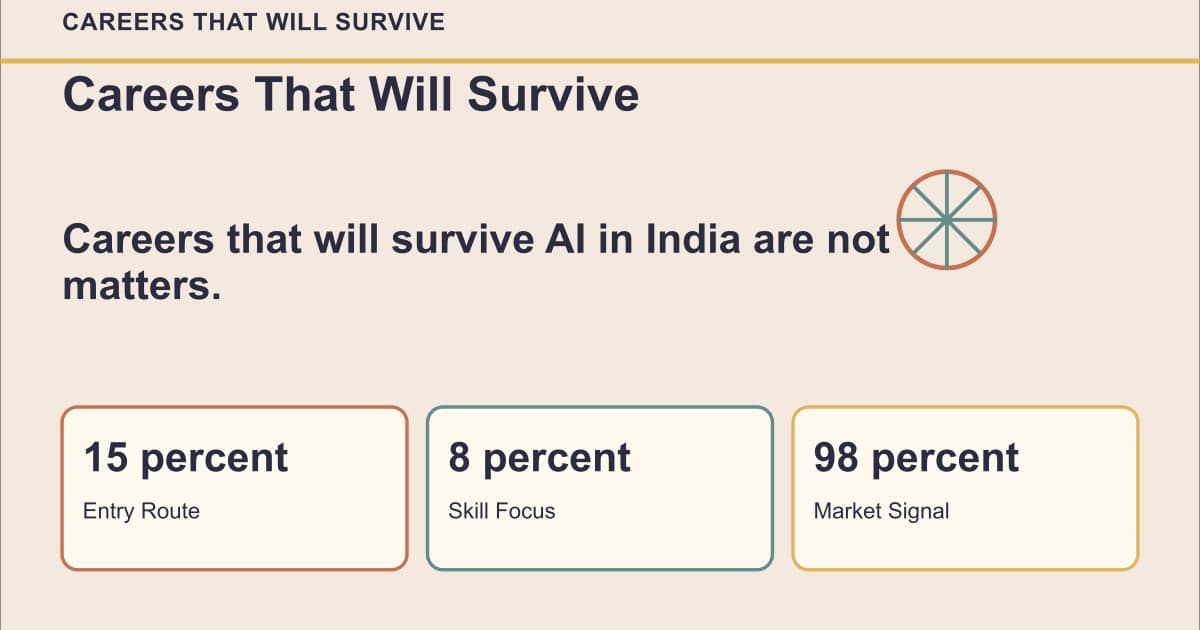 CAREERS THAT WILL SURVIVE
Careers That Will Survive
Careers that will survive AI in India are not
matters.
15 percent
Entry Route
8 percent
Skill Focus
98 percent
Market Signal